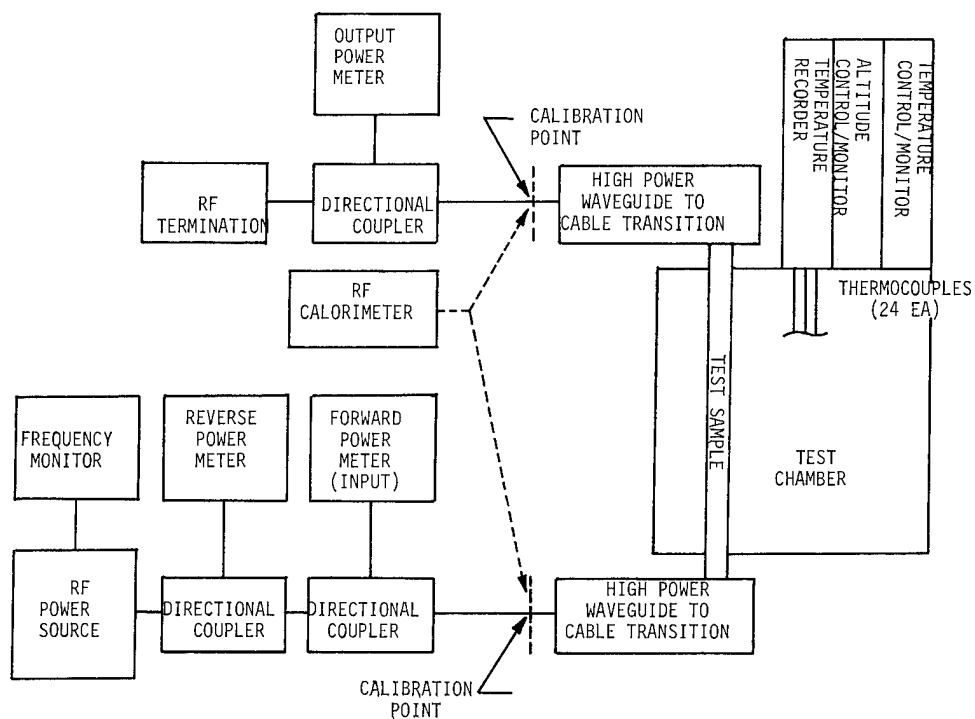 OUTPUT
POWER
METER
CALIBRATION
POINT
RF
TERMINATION
DIRECTIONAL
COUPLER
HIGH POWER
WAVEGUIDE TO
CABLE TRANSITION
TEMPERATURE
RECORDER
ALTITUDE
CONTROL/MONITOR
TEMPERATURE
CONTROL/MONITOR
RF
CALORIMETER
THERMOCOUPLES
(24 EA)
TEST SAMPLE
TEST
CHAMBER
FREQUENCY
MONITOR
REVERSE
POWER
METER
FORWARD
POWER
METER
(INPUT)
RF
POWER
SOURCE
DIRECTIONAL
COUPLER
DIRECTIONAL
COUPLER
HIGH POWER
WAVEGUIDE TO
CABLE TRANSITION
CALIBRATION
POINT